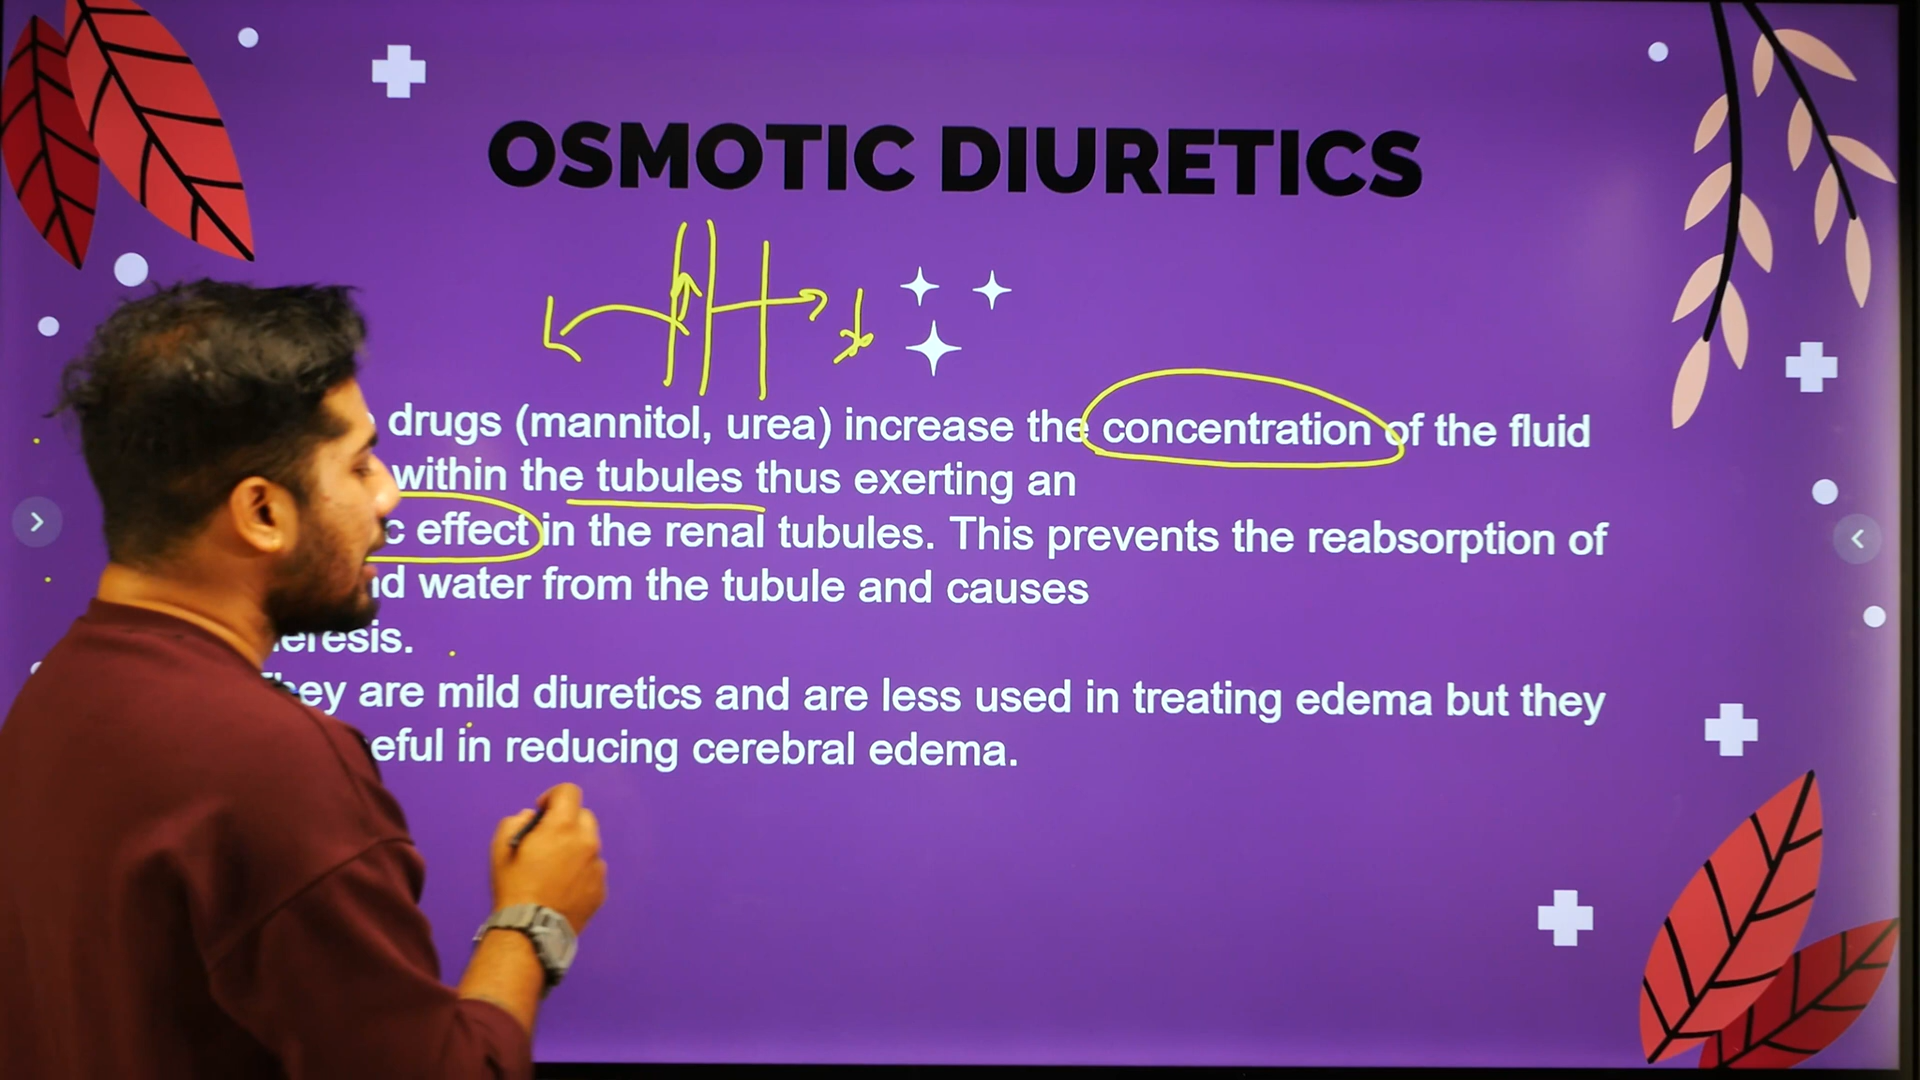 OSMOTIC DIURETICS
drugs (mannitol, urea) increase the concentration of the fluid
within the tubules thus exerting an
effect in the renal tubules. This prevents the reabsorption of
water from the tubule and causes
are mild diuretics and are less used in treating edema but they
in reducing cerebral edema.